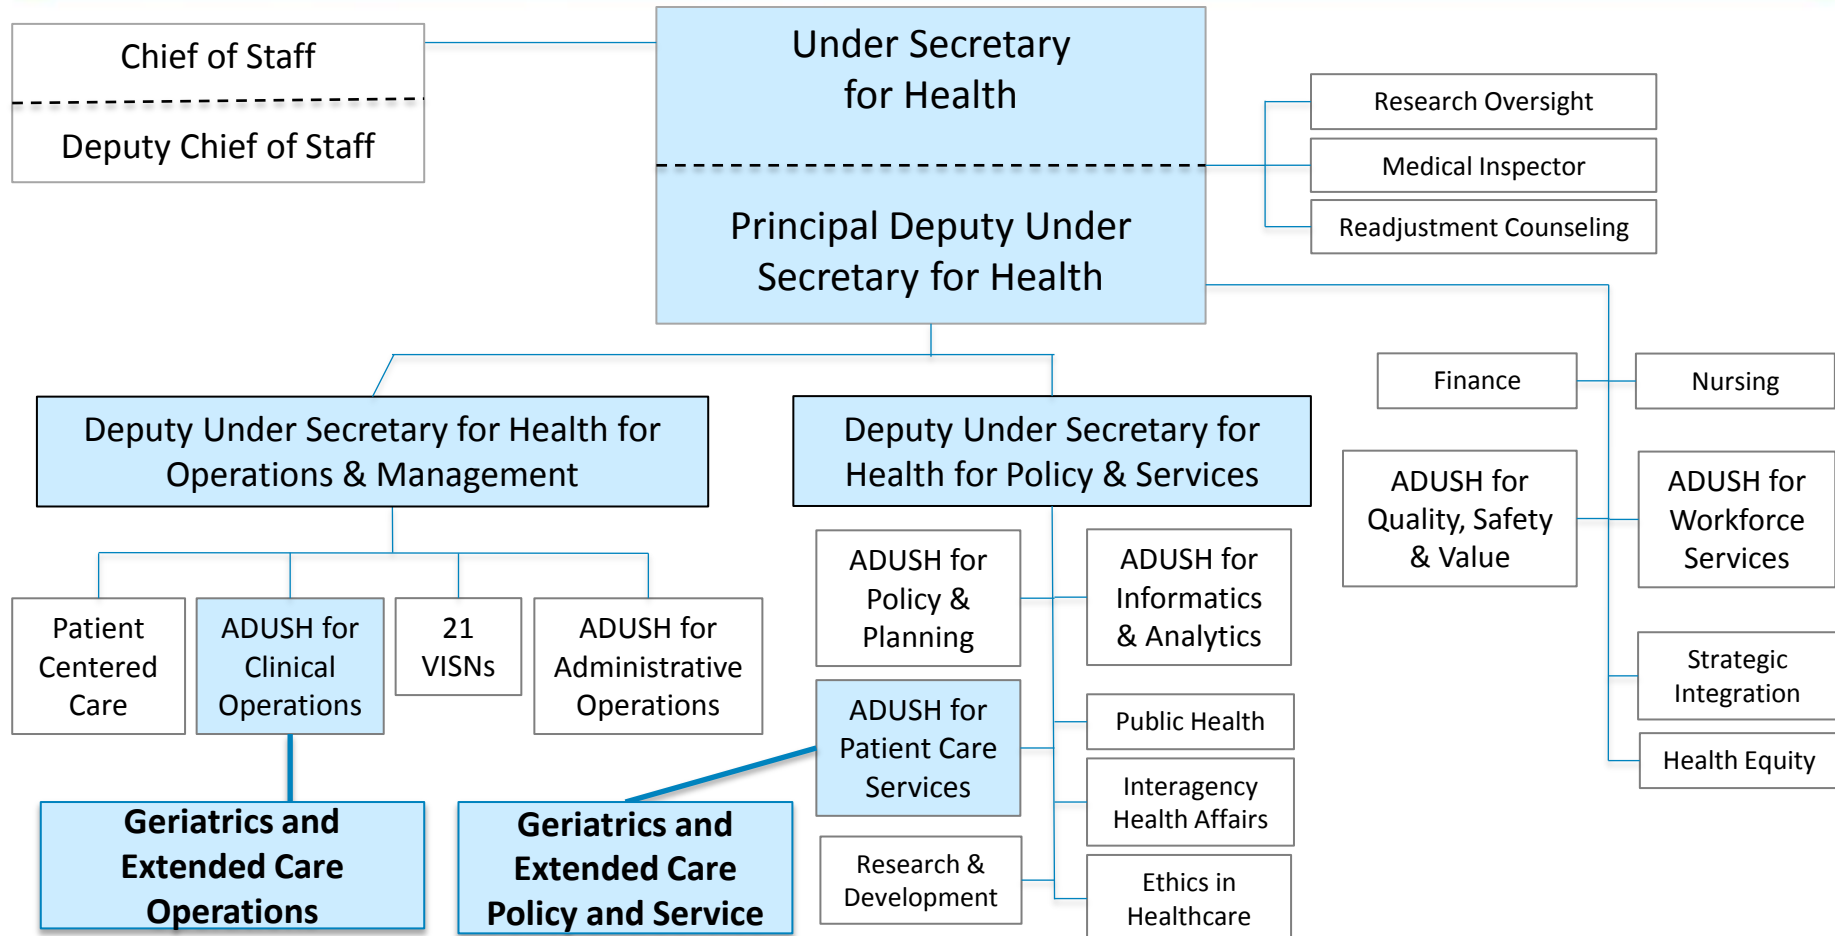 Chief of Staff
Deputy Chief of Staff
Under Secretary
for Health
Principal Deputy Under
Secretary for Health
Research Oversight
Medical Inspector
Readjustment Counseling
Finance
Nursing
ADUSH for
Quality, Safety
& Value
ADUSH for
Workforce
Services
Strategic
Integration
Health Equity
Deputy Under Secretary for Health for
Operations & Management
Deputy Under Secretary for
Health for Policy & Services
Patient
Centered
Care
ADUSH for
Clinical
Operations
21
VISNs
ADUSH for
Administrative
Operations
ADUSH for
Policy &
Planning
ADUSH for
Informatics
& Analytics
ADUSH for
Patient Care
Services
Public Health
Interagency
Health Affairs
Research &
Development
Ethics in
Healthcare
Geriatrics and
Extended Care
Operations
Geriatrics and
Extended Care
Policy and Service